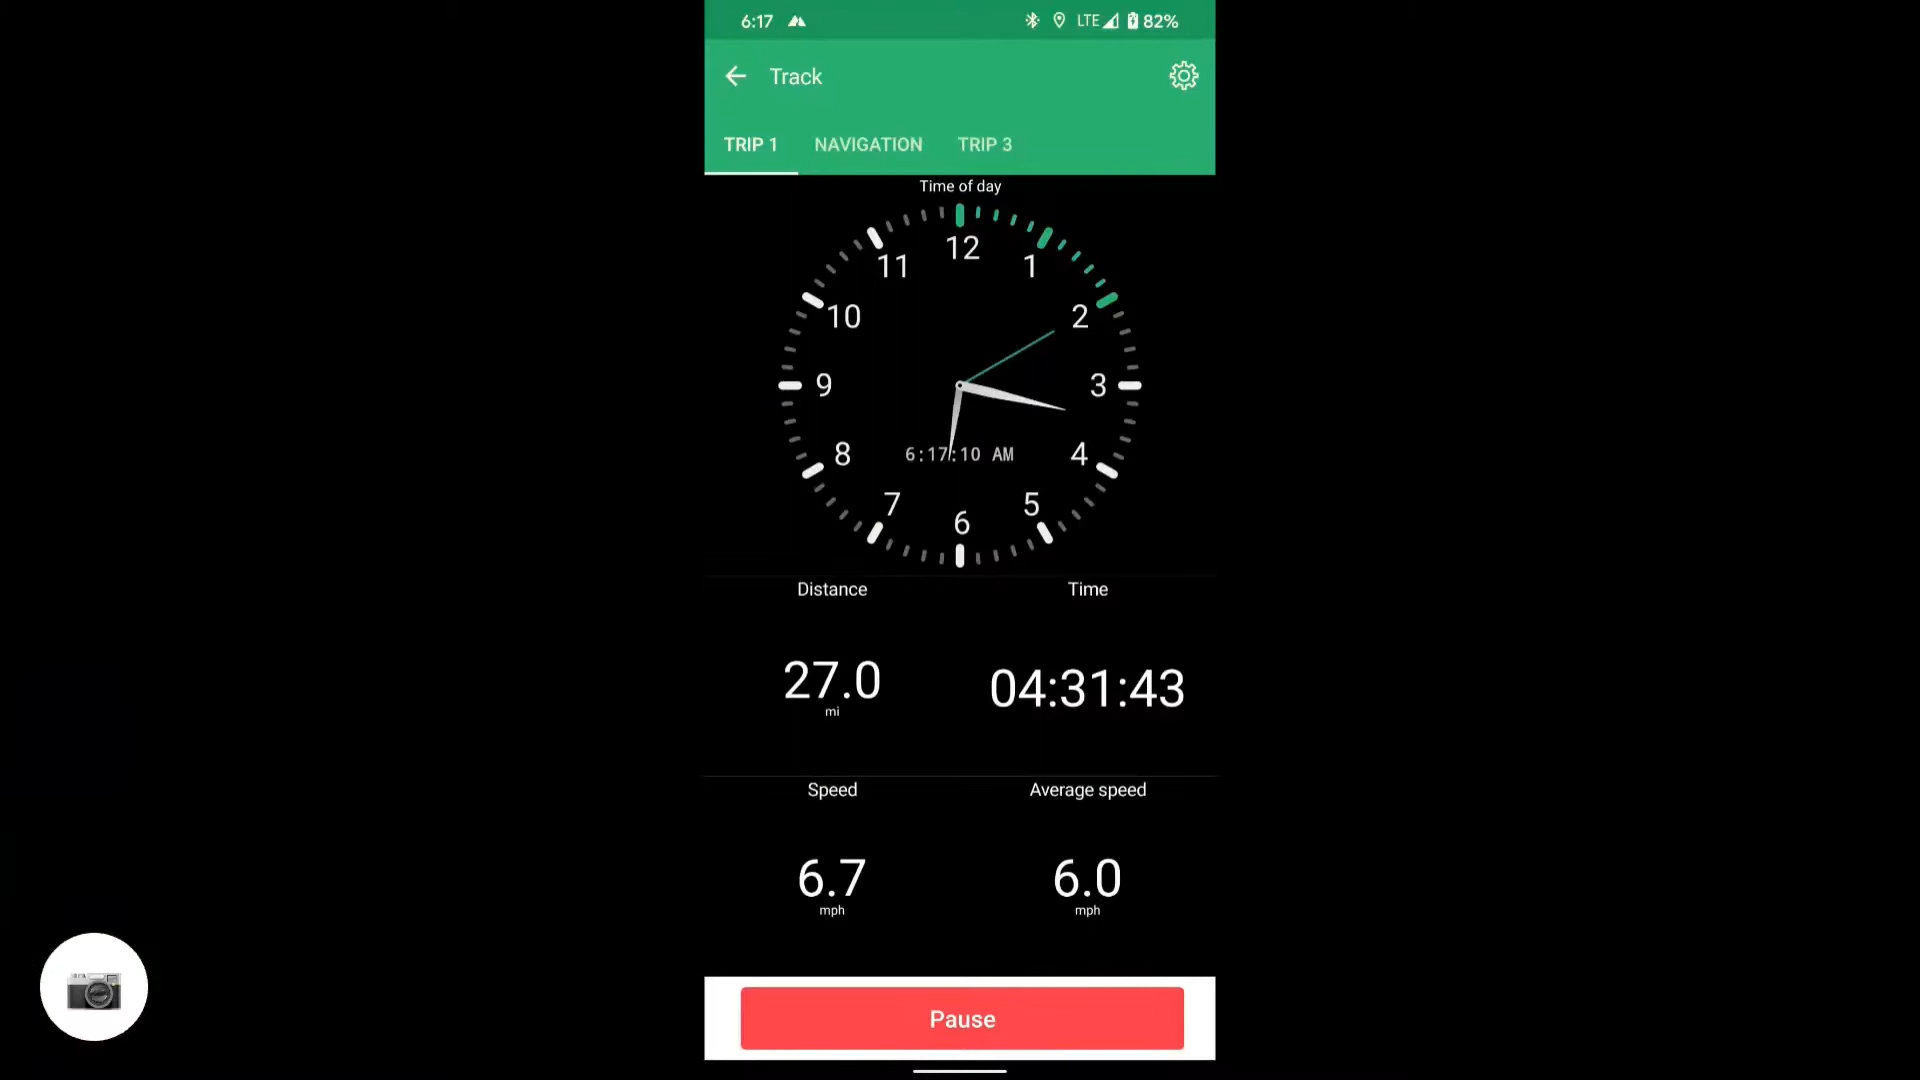 6:17 LTE 82%
Track
TRIP 1 NAVIGATION TRIP 3
Time of day
12
11 1
10 2
9 3
8 4
6:17:10 AM
7 5
6
Distance Time
27.0 04:31:43
mi
Speed Average speed
6.7 6.0
mph mph
Pause